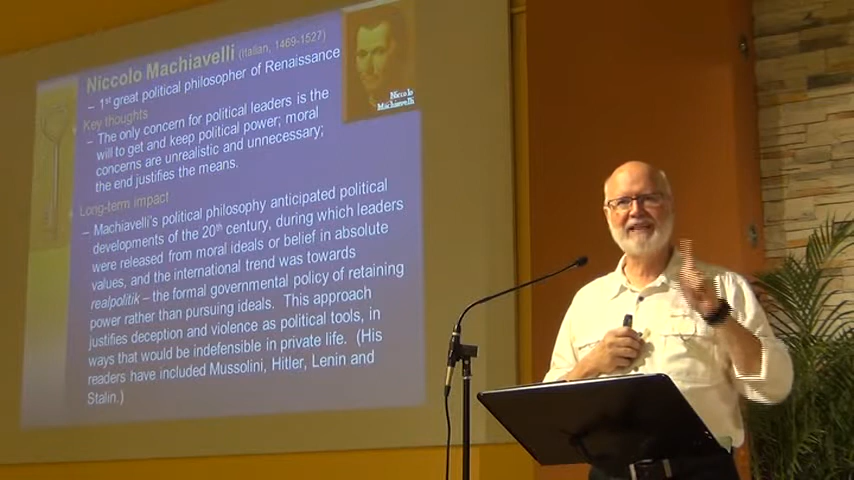 Niccolo Machiavelli (Italian, 1469-1527)
– 1st great political philosopher of Renaissance
Key thoughts
– The only concern for political leaders is the
will to get and keep political power; moral
concerns are unrealistic and unnecessary;
the end justifies the means.
Long-term impact
– Machiavelli's political philosophy anticipated political
developments of the 20th century, during which leaders
were released from moral ideals or belief in absolute
values, and the international trend was towards
realpolitik – the formal governmental policy of retaining
power rather than pursuing ideals. This approach
justifies deception and violence as political tools, in
ways that would be indefensible in private life. (His
readers have included Mussolini, Hitler, Lenin and
Stalin.)
Niccolo
Machiavelli